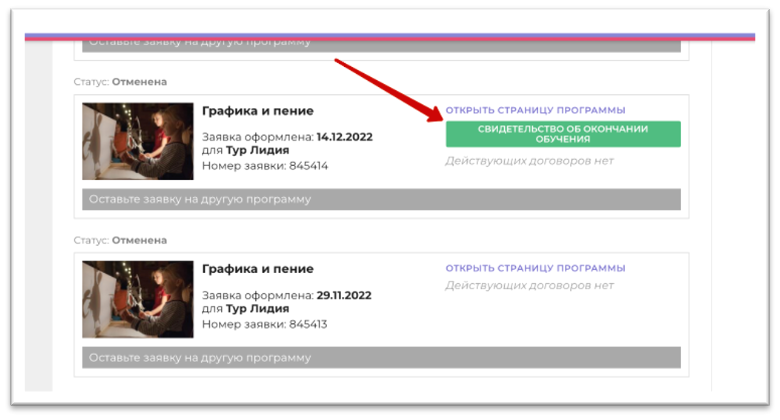 Оставьте заявку на другую программу
Статус: Отменена
Графика и пение
ОТКРЫТЬ СТРАНИЦУ ПРОГРАММЫ
СВИДЕТЕЛЬСТВО ОБ ОКОНЧАНИИ
ОБУЧЕНИЯ
Заявка оформлена: 14.12.2022
для Тур Лидия
Действующих договоров нет
Номер заявки: 845414
Оставьте заявку на другую программу
Статус: Отменена
Графика и пение
ОТКРЫТЬ СТРАНИЦУ ПРОГРАММЫ
Действующих договоров нет
Заявка оформлена: 29.11.2022
для Тур Лидия
Номер заявки: 845413
Оставьте заявку на другую программу